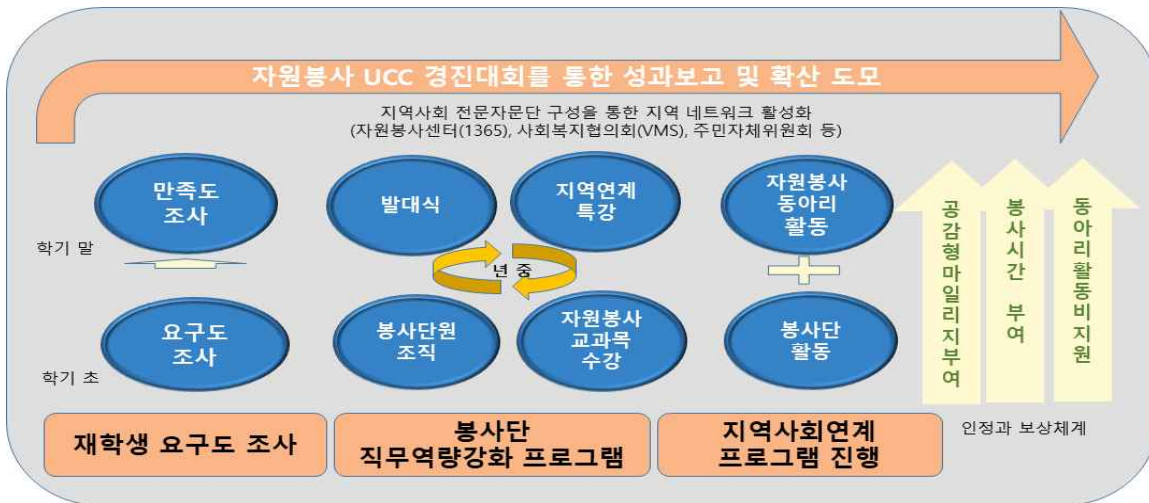 자원봉사 UCC 경진대회를 통한 성과보고 및 확산 도모
지역사회 전문자문단 구성을 통한 지역 네트워크 활성화
(자원봉사센터(1365), 사회복지협의회(VMS), 주민자체위원회 등)
만족도
조사
발대식
지역연계
특강
자원봉사
동아리
활동
학기 말
년 중
요구도
조사
봉사단원
조직
자원봉사
교과목
수강
봉사단
활동
학기 초
공감형마일리지부여
봉사시간 부여
동아리활동비지원
재학생 요구도 조사
봉사단
직무역량강화 프로그램
지역사회연계
프로그램 진행
인정과 보상체계